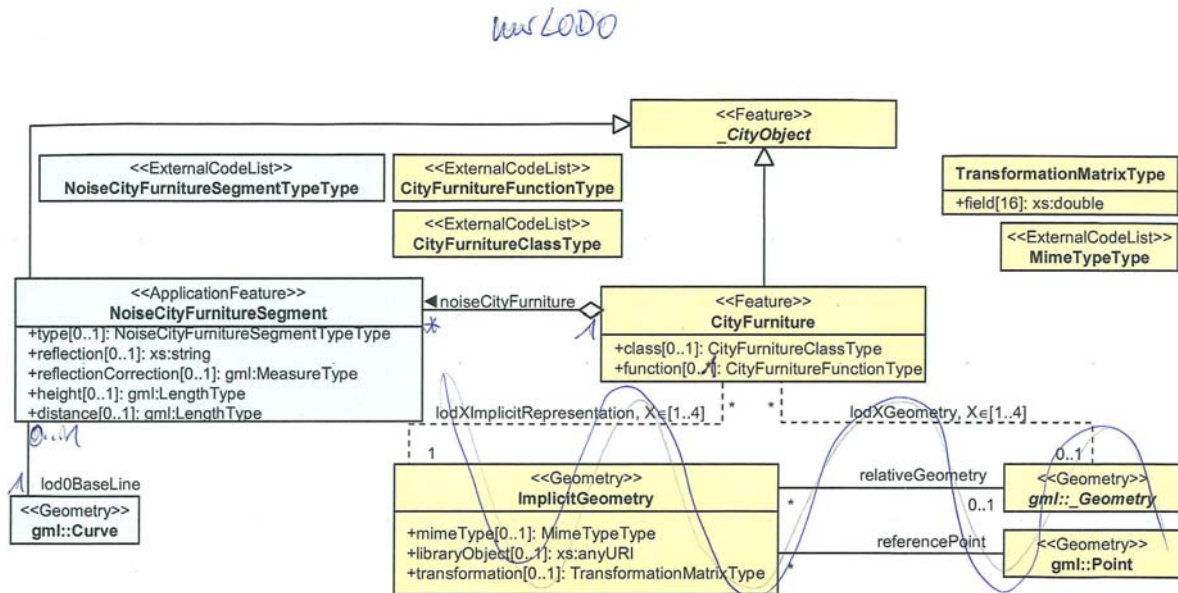 nur LOD0
<<Feature>>
_CityObject
<<ExternalCodeList>>
NoiseCityFurnitureSegmentTypeType
<<ExternalCodeList>>
CityFurnitureFunctionType
<<ExternalCodeList>>
CityFurnitureClassType
TransformationMatrixType
+field[16]: xs:double
<<ExternalCodeList>>
MimeTypeType
<<ApplicationFeature>>
NoiseCityFurnitureSegment
+type[0..1]: NoiseCityFurnitureSegmentTypeType
+reflection[0..1]: xs:string
+reflectionCorrection[0..1]: gml:MeasureType
+height[0..1]: gml:LengthType
+distance[0..1]: gml:LengthType
noiseCityFurniture
*
1
<<Feature>>
CityFurniture
+class[0..1]: CityFurnitureClassType
+function[0..1]: CityFurnitureFunctionType
0..1
1
lod0BaseLine
<<Geometry>>
gml::Curve
lodXImplicitRepresentation, X∈[1..4]
*
1
*
lodXGeometry, X∈[1..4]
0..1
<<Geometry>>
ImplicitGeometry
+mimeType[0..1]: MimeTypeType
+libraryObject[0..1]: xs:anyURI
+transformation[0..1]: TransformationMatrixType
relativeGeometry
*
0..1
<<Geometry>>
gml::_Geometry
referencePoint
*
<<Geometry>>
gml::Point